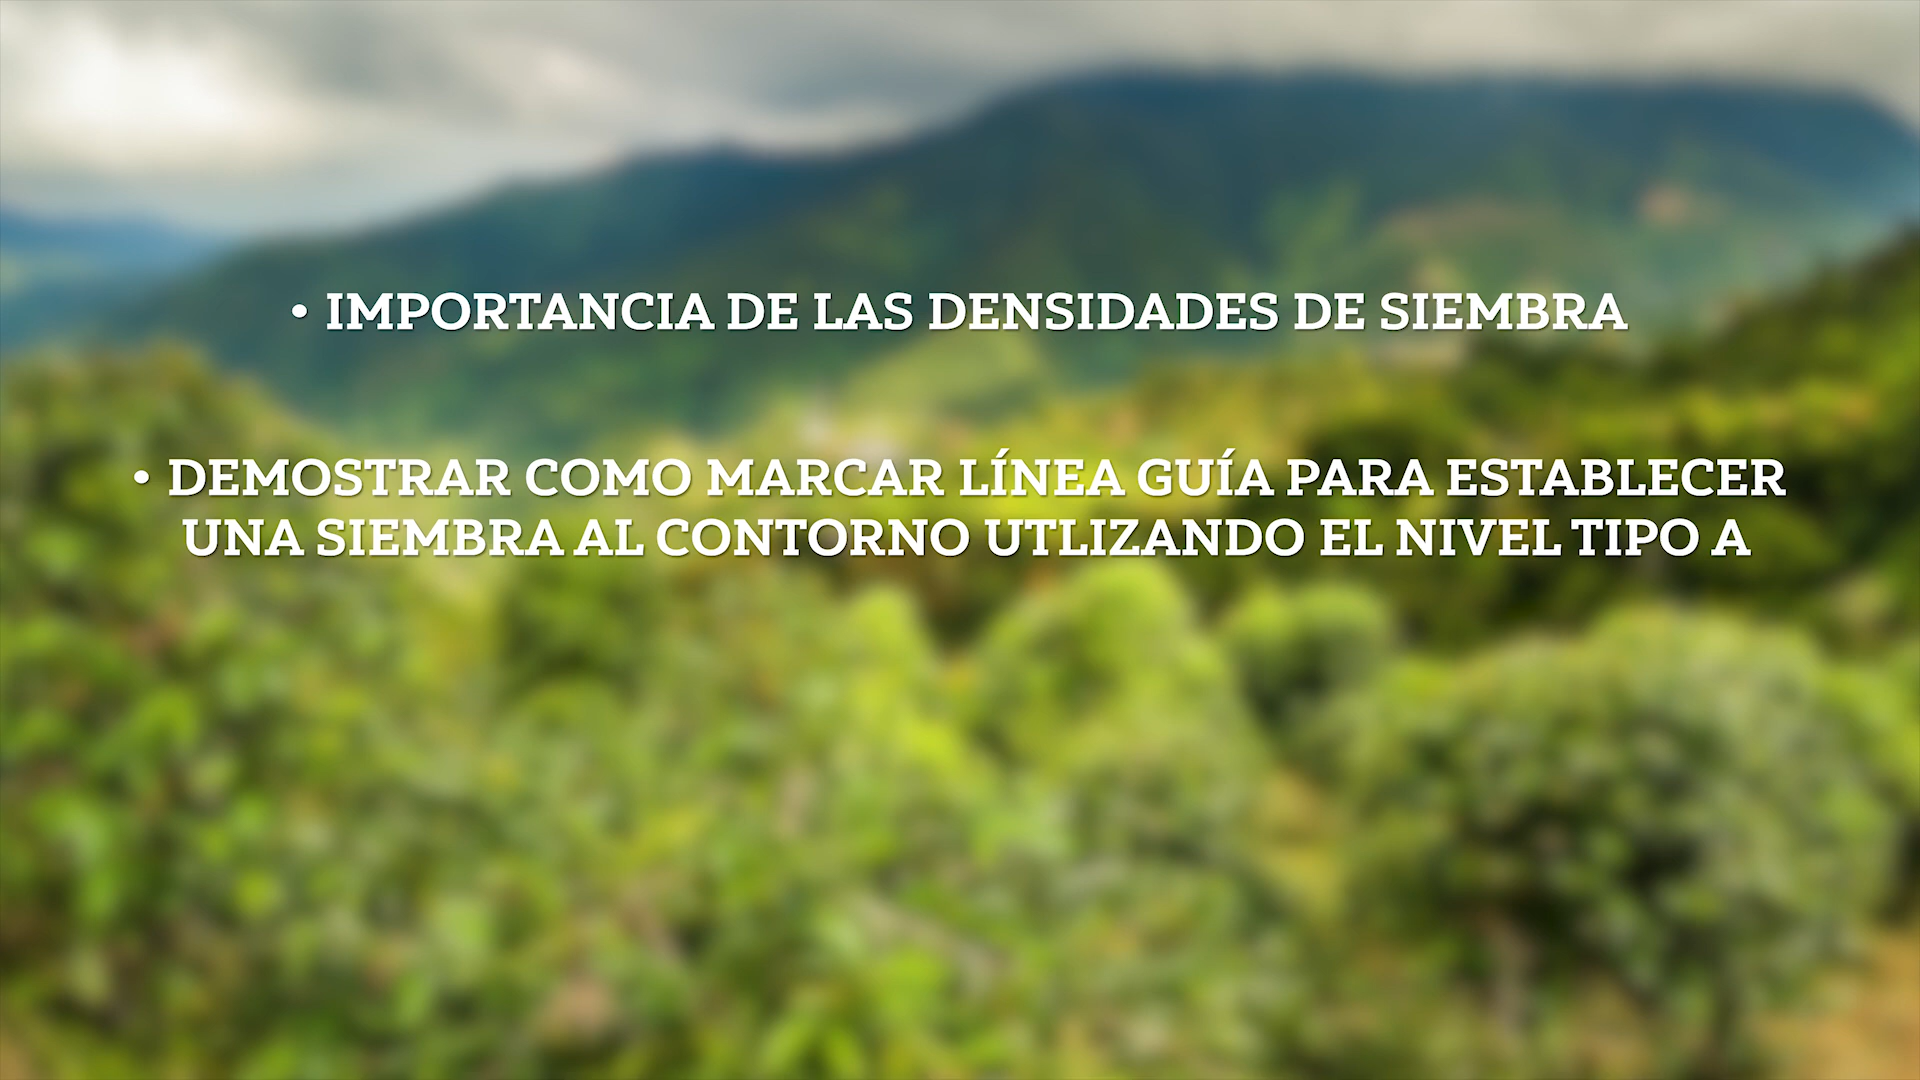 • IMPORTANCIA DE LAS DENSIDADES DE SIEMBRA
• DEMOSTRAR COMO MARCAR LÍNEA GUÍA PARA ESTABLECER
UNA SIEMBRA AL CONTORNO UTLIZANDO EL NIVEL TIPO A